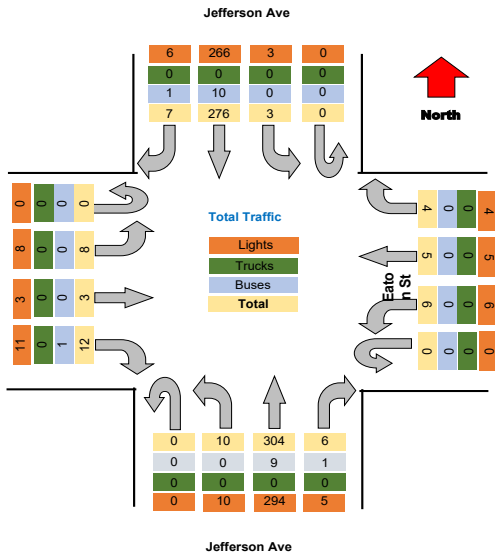 Jefferson Ave
6 266 3 0
0 0 0 0
1 10 0 0
7 276 3 0
North
0 0 0 0
8 0 0 8
3 0 0 3
11 0 1 12
Total Traffic
Lights
Trucks
Buses
Total
4 0 0 4
5 0 0 5
6 0 0 6
0 0 0 0
Eato
n St
0 10 304 6
0 0 9 1
0 0 0 0
0 10 294 5
Jefferson Ave